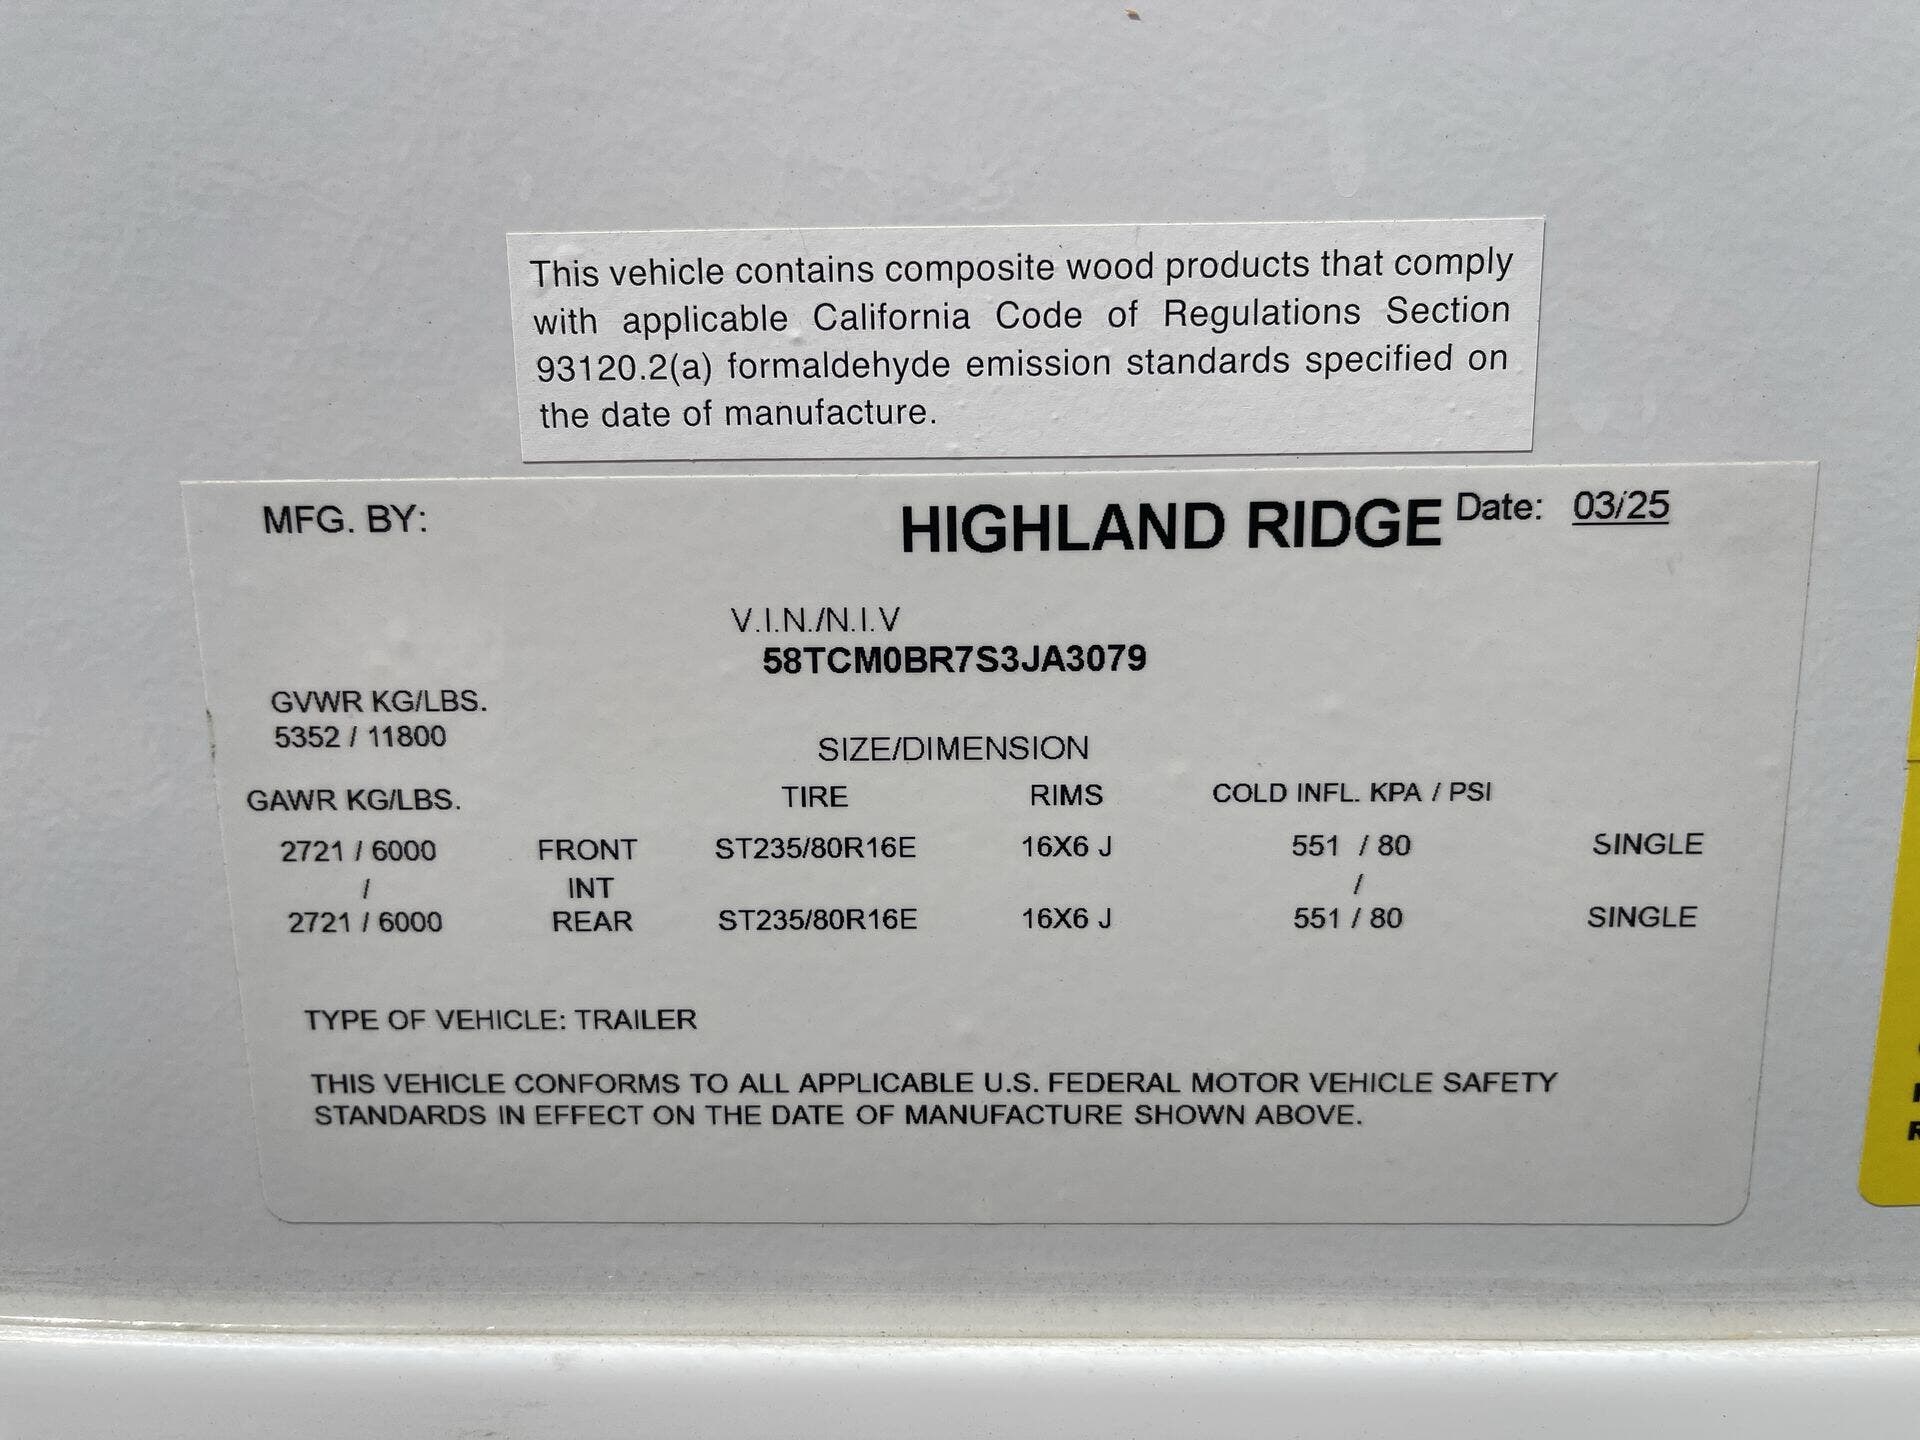 This vehicle contains composite wood products that comply
with applicable California Code of Regulations Section
93120.2(a) formaldehyde emission standards specified on
the date of manufacture.
MFG. BY: HIGHLAND RIDGE Date: 03/25
V.I.N./N.I.V
58TCM0BR7S3JA3079
GVWR KG/LBS.
5352 / 11800
SIZE/DIMENSION
GAWR KG/LBS. TIRE RIMS COLD INFL. KPA / PSI
2721 / 6000 FRONT ST235/80R16E 16X6 J 551 / 80 SINGLE
/ INT /
2721 / 6000 REAR ST235/80R16E 16X6 J 551 / 80 SINGLE
TYPE OF VEHICLE: TRAILER
THIS VEHICLE CONFORMS TO ALL APPLICABLE U.S. FEDERAL MOTOR VEHICLE SAFETY
STANDARDS IN EFFECT ON THE DATE OF MANUFACTURE SHOWN ABOVE.